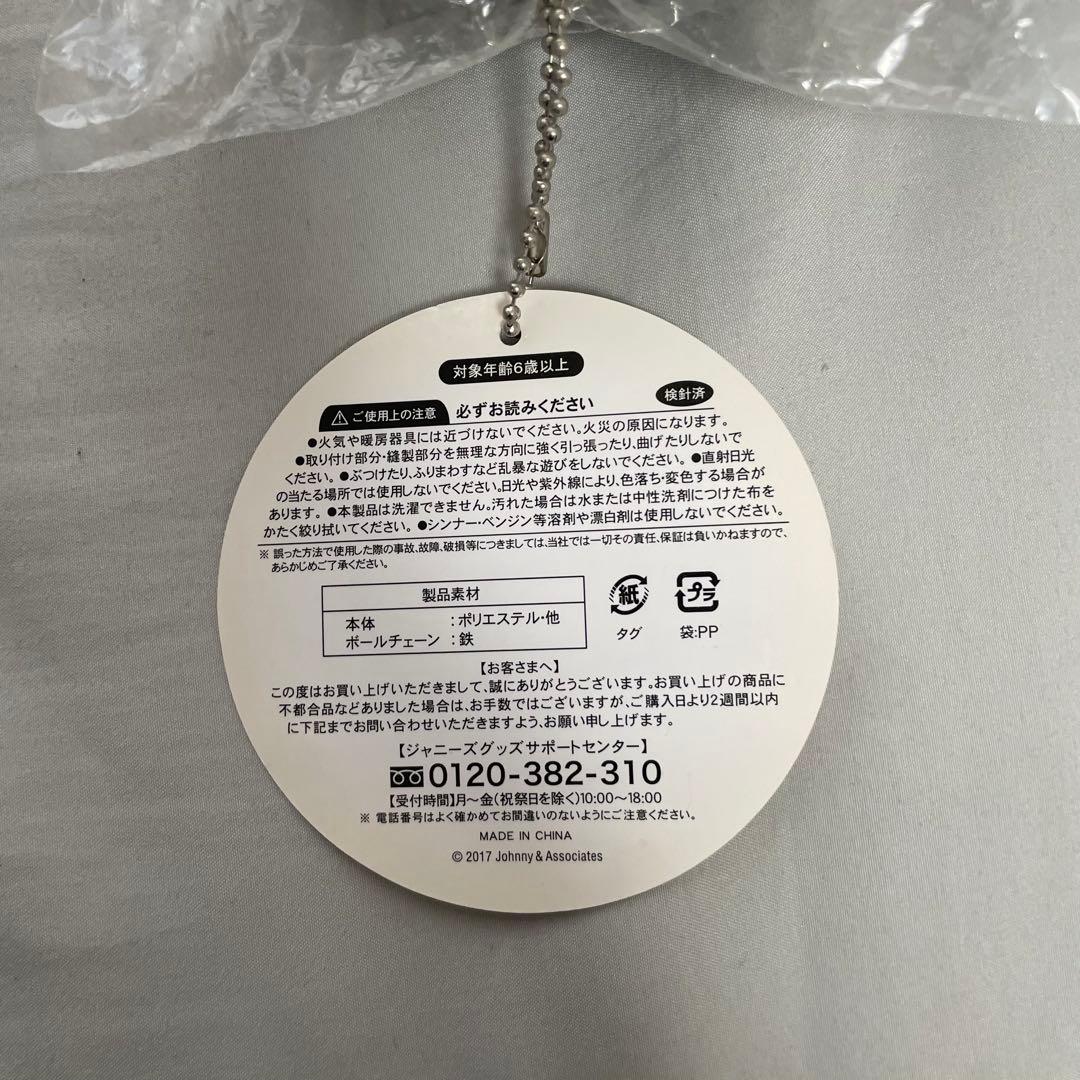 対象年齢6歳以上
ご使用上の注意 必ずお読みください 検針済
●火気や暖房器具には近づけないでください。火災の原因になります。
●取り付け部分・縫製部分を無理な方向に強く引っ張ったり、曲げたりしないで
ください。 ●ぶつけたり、ふりまわすなど乱暴な遊びをしないでください。 ●直射日光
の当たる場所では使用しないでください。日光や紫外線により、色落ち・変色する場合が
あります。 ●本製品は洗濯できません。汚れた場合は水または中性洗剤につけた布を
かたく絞り拭いてください。 ●シンナー・ベンジン等溶剤や漂白剤は使用しないでください。
※ 誤った方法で使用した際の事故、故障、破損等につきましては、当社では一切その責任、保証は負いかねますので、
あらかじめご了承ください。
製品素材
本体 :ポリエステル・他
ボールチェーン :鉄
紙
タグ
プラ
袋:PP
【お客さまへ】
この度はお買い上げいただきまして、誠にありがとうございます。お買い上げの商品に
不都合品などありました場合は、お手数ではございますが、ご購入日より2週間以内
に下記までお問い合わせいただきますよう、お願い申し上げます。
【ジャニーズグッズサポートセンター】
0120-382-310
【受付時間】月～金(祝祭日を除く)10:00～18:00
※ 電話番号はよく確かめてお間違いのないようにご注意ください。
MADE IN CHINA
© 2017 Johnny & Associates